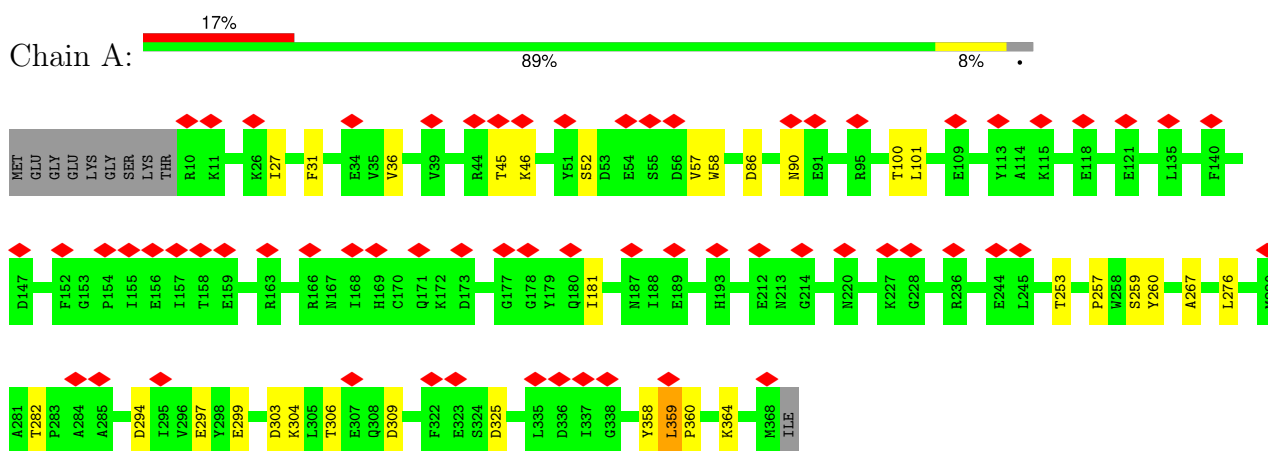 17%
Chain A:
89% 8% •
MET GLU GLY GLU LYS GLY SER LYS THR R10 K11 K26 I27 F31 E34 V35 V36 V39 R44 T45 K46 Y51 S52 D53 E54 S55 D56 V57 W58 D86 N90 E91 R95 T100 L101 E109 Y113 A114 K115 E118 E121 L135 F140
D147 F152 G153 P154 I155 E156 I157 T158 E159 R163 R166 N167 I168 H169 C170 Q171 K172 D173 G177 G178 Y179 Q180 I181 N187 I188 E189 H193 E212 N213 G214 N220 K227 G228 R236 E244 L245 T253 P257 W258 S259 Y260 A267 L276
A281 T282 P283 A284 A285 D294 I295 V296 E297 Y298 E299 D303 K304 L305 T306 E307 Q308 D309 F322 E323 S324 D325 L335 D336 I337 G338 Y358 L359 P360 K364 M368 ILE